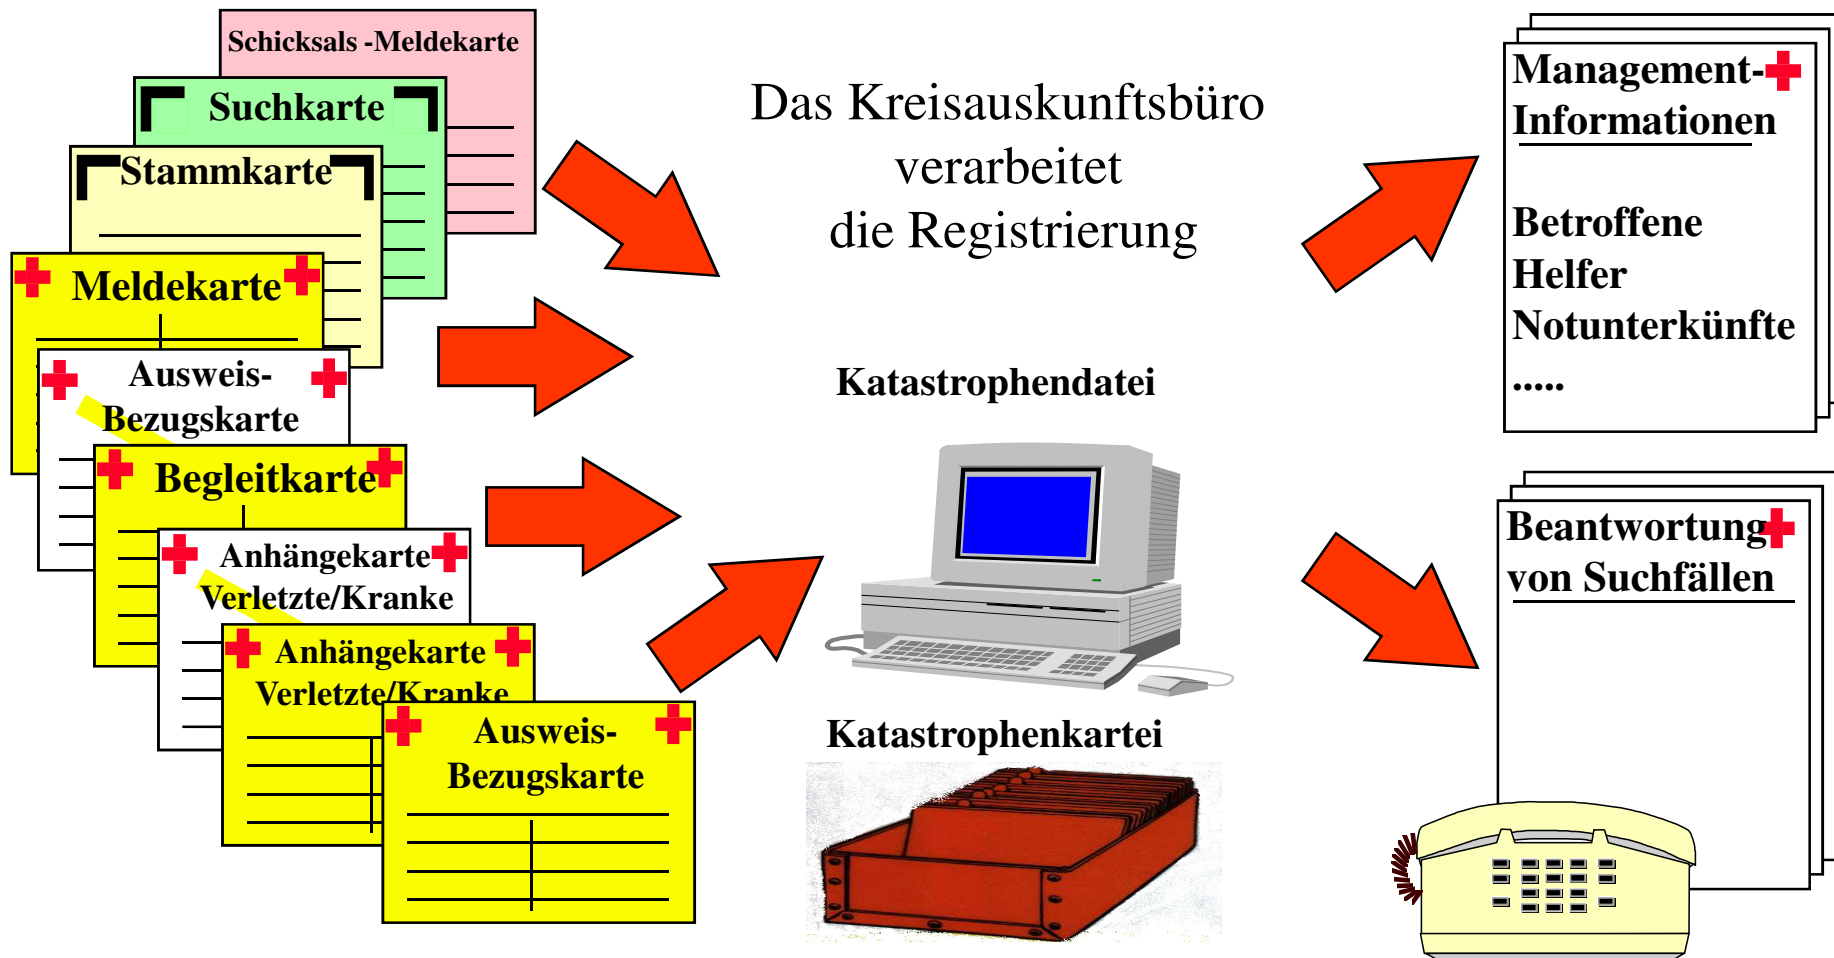 Schicksals -Meldekarte
Suchkarte
Stammkarte
Meldekarte
Ausweis-
Bezugskarte
Begleitkarte
Anhängekarte
Verletzte/Kranke
Anhängekarte
Verletzte/Kranke
Ausweis-
Bezugskarte
Das Kreisauskunftsbüro
verarbeitet
die Registrierung
Katastrophendatei
Katastrophenkartei
Management-
Informationen
Betroffene
Helfer
Notunterkünfte
.....
Beantwortung
von Suchfällen